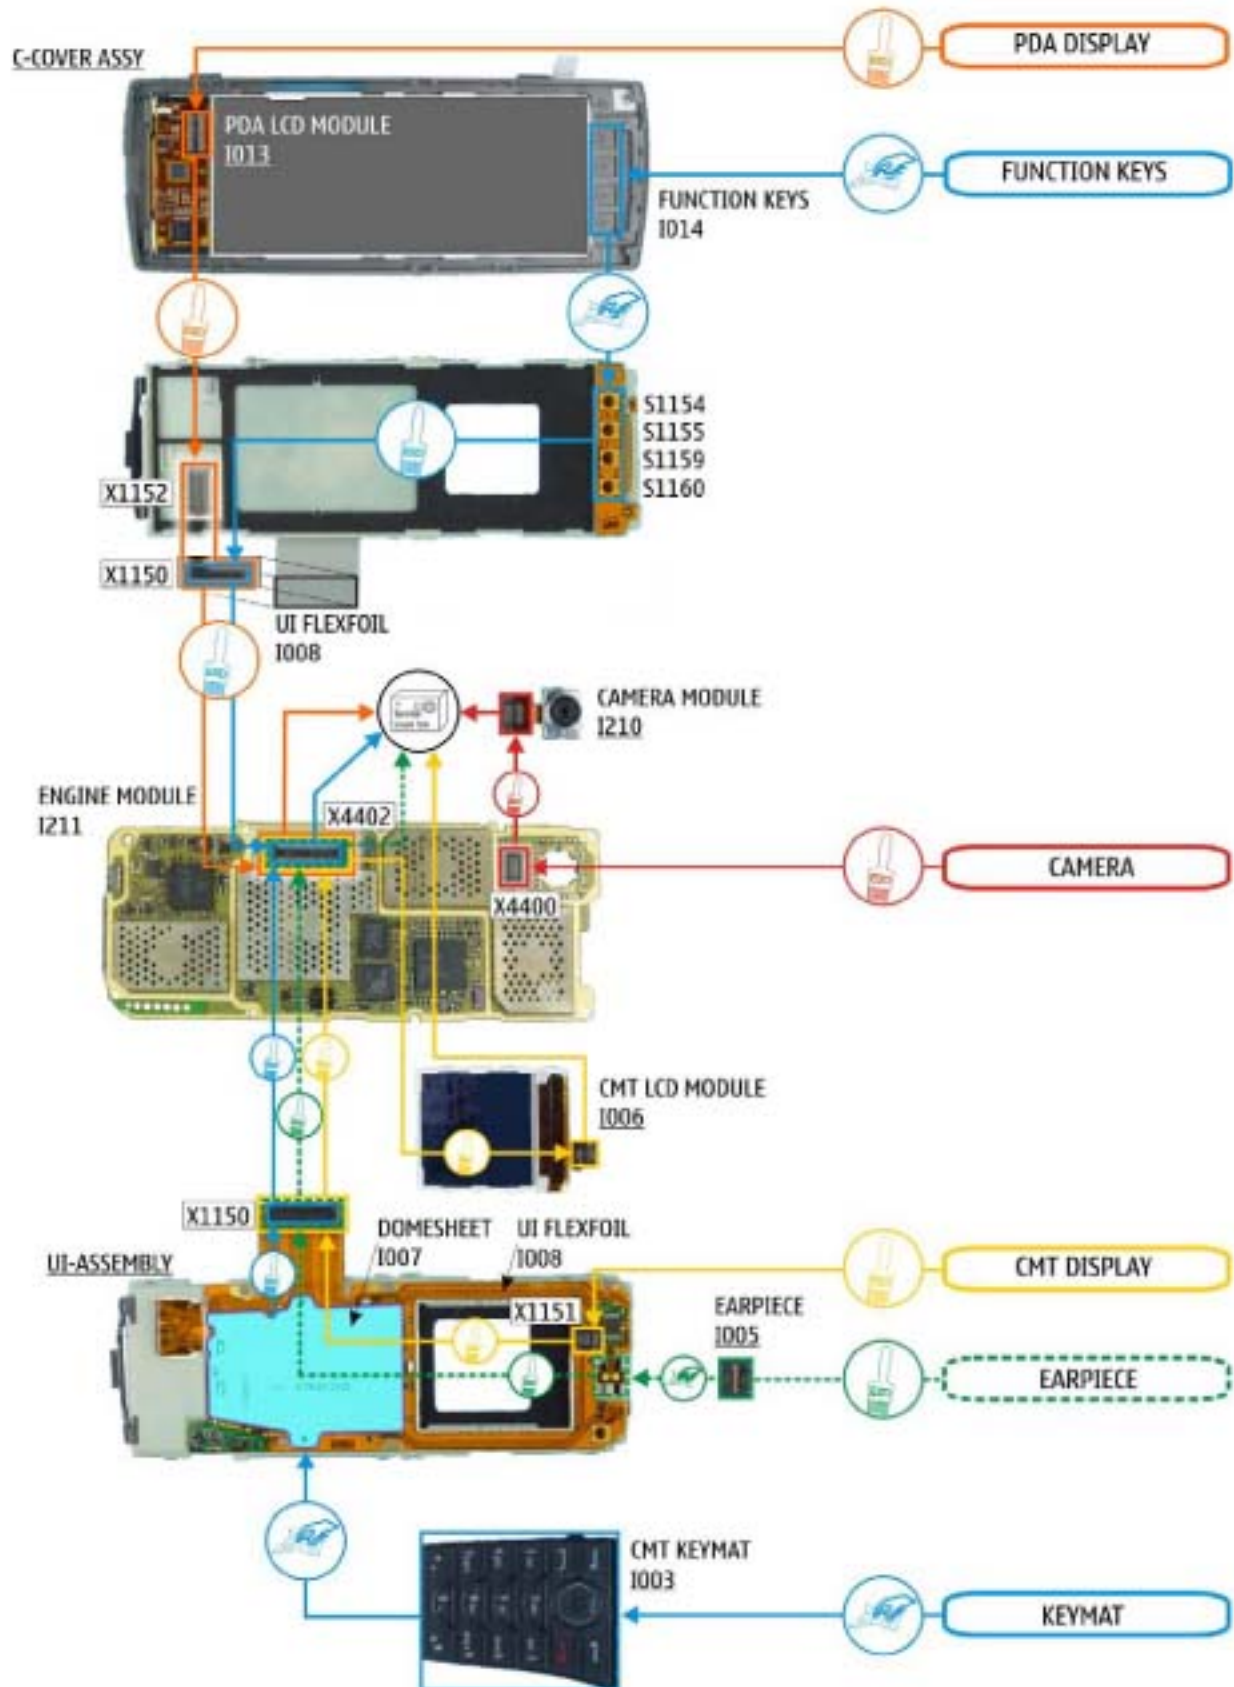 PDA DISPLAY
C-COVER ASSY
PDA LCD MODULE
I013
FUNCTION KEYS
FUNCTION KEYS
I014
S1154
S1155
S1159
S1160
X1152
X1150
UI FLEXFOIL
I008
CAMERA MODULE
I210
ENGINE MODULE
I211
X4402
CAMERA
X4400
CMT LCD MODULE
I006
X1150
DOMESHEET
I007
UI FLEXFOIL
I008
UI-ASSEMBLY
CMT DISPLAY
X1151
EARPIECE
I005
EARPIECE
CMT KEYMAT
I003
KEYMAT